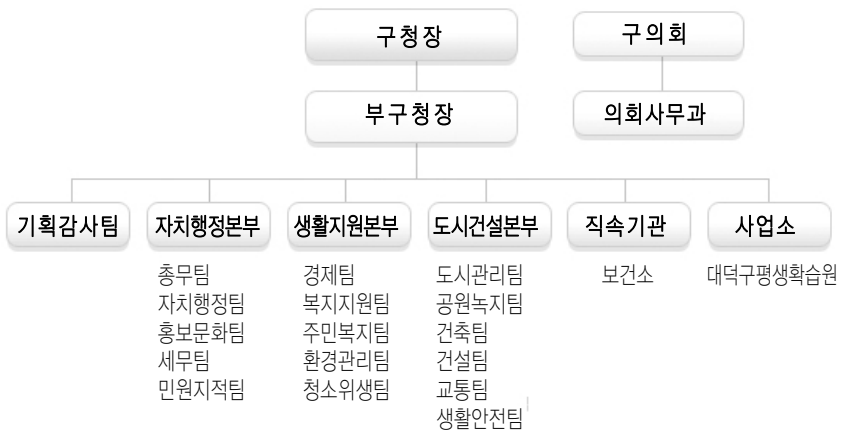 구청장
구의회
부구청장
의회사무과
기획감사팀
자치행정본부
총무팀
자치행정팀
홍보문화팀
세무팀
민원지적팀
생활지원본부
경제팀
복지지원팀
주민복지팀
환경관리팀
청소위생팀
도시건설본부
도시관리팀
공원녹지팀
건축팀
건설팀
교통팀
생활안전팀
직속기관
보건소
사업소
대덕구평생확습원